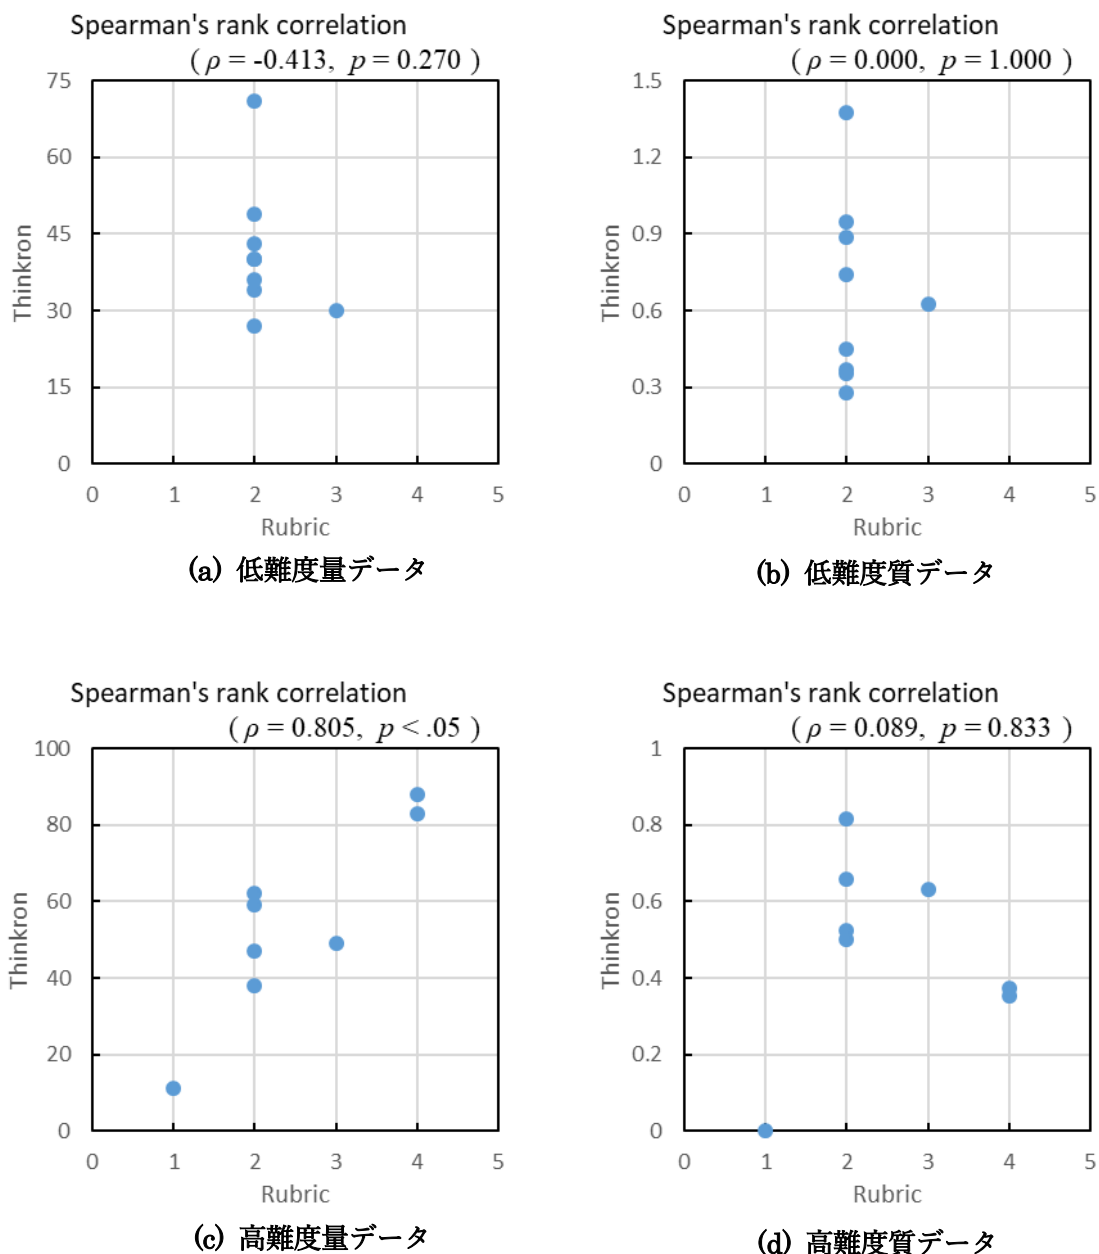 Spearman's rank correlation
( ρ = -0.413, p = 0.270 )
75
60
45
30
15
0
Thinkron
0 1 2 3 4 5
Rubric
(a) 低難度量データ
Spearman's rank correlation
( ρ = 0.000, p = 1.000 )
1.5
1.2
0.9
0.6
0.3
0
Thinkron
0 1 2 3 4 5
Rubric
(b) 低難度質データ
Spearman's rank correlation
( ρ = 0.805, p < .05 )
100
80
60
40
20
0
Thinkron
0 1 2 3 4 5
Rubric
(c) 高難度量データ
Spearman's rank correlation
( ρ = 0.089, p = 0.833 )
1
0.8
0.6
0.4
0.2
0
Thinkron
0 1 2 3 4 5
Rubric
(d) 高難度質データ